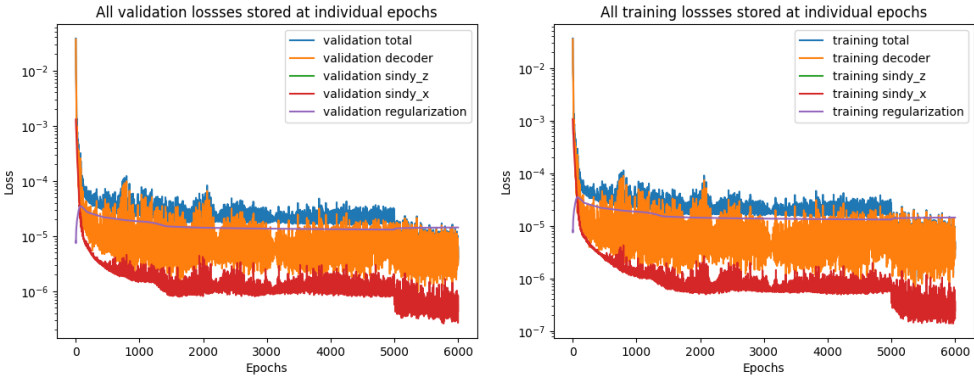 All validation lossses stored at individual epochs
validation total
validation decoder
validation sindy_z
validation sindy_x
validation regularization
10⁻²
10⁻³
10⁻⁴
10⁻⁵
10⁻⁶
Loss
0 1000 2000 3000 4000 5000 6000
Epochs
All training lossses stored at individual epochs
training total
training decoder
training sindy_z
training sindy_x
training regularization
10⁻²
10⁻³
10⁻⁴
10⁻⁵
10⁻⁶
10⁻⁷
Loss
0 1000 2000 3000 4000 5000 6000
Epochs